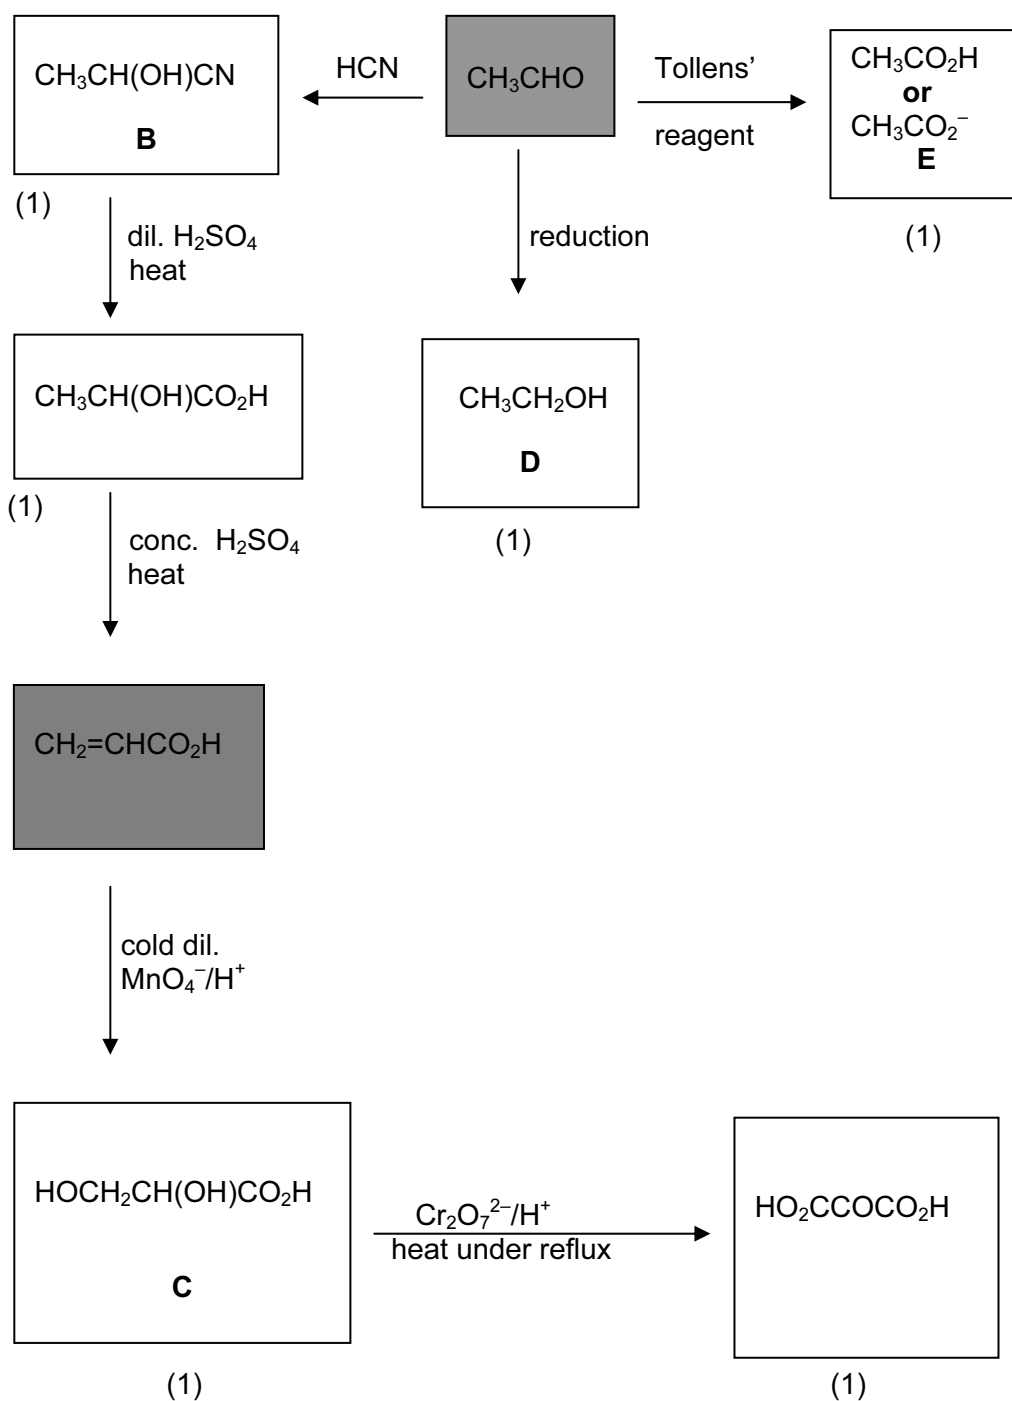 CH₃CH(OH)CN
B
(1)
HCN
CH₃CHO
Tollens’
reagent
CH₃CO₂H
or
CH₃CO₂⁻
E
(1)
dil. H₂SO₄
heat
reduction
CH₃CH(OH)CO₂H
(1)
CH₃CH₂OH
D
(1)
conc. H₂SO₄
heat
CH₂=CHCO₂H
cold dil.
MnO₄⁻/H⁺
HOCH₂CH(OH)CO₂H
C
(1)
Cr₂O₇²⁻/H⁺
heat under reflux
HO₂CCOCO₂H
(1)